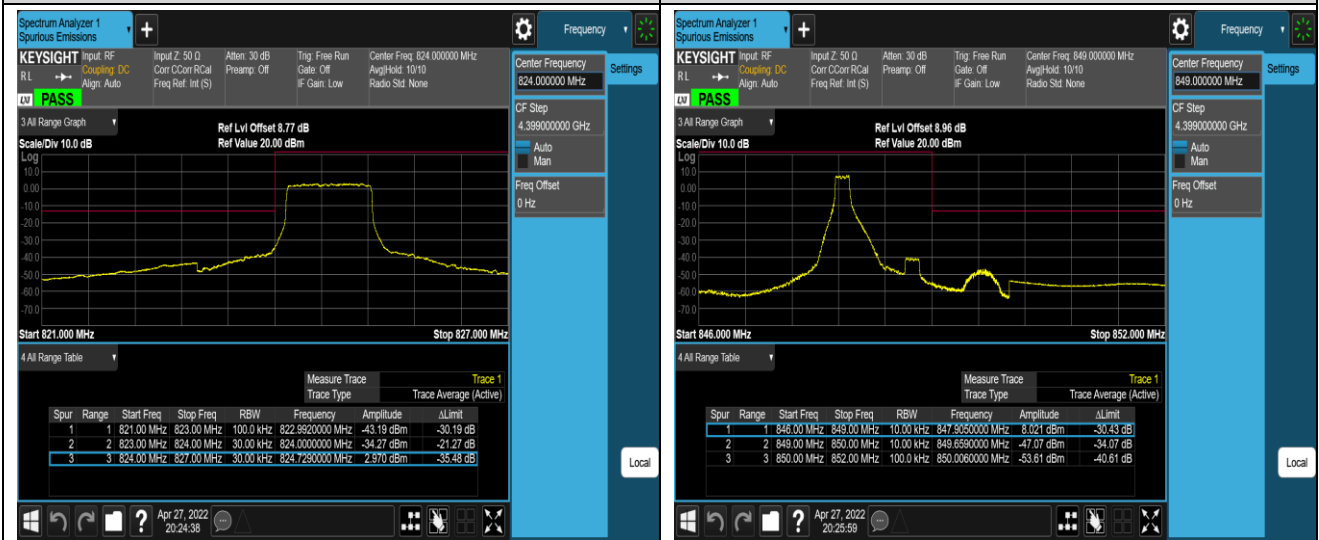 Spectrum Analyzer 1
Spurious Emissions
+
Frequency
KEYSIGHT Input: RF Input Z: 50 Ω Atten: 30 dB Trig: Free Run Center Freq: 824.000000 MHz
R L Coupling: DC Corr CCorr RCal Preamp: Off Gate: Off Avg|Hold: 10/10
Align: Auto Freq Ref: Int (S) IF Gain: Low Radio Std: None
LXI PASS
Center Frequency
824.000000 MHz
Settings
CF Step
4.399000000 GHz
Auto
Man
Freq Offset
0 Hz
3 All Range Graph
Ref Lvl Offset 8.77 dB
Scale/Div 10.0 dB Ref Value 20.00 dBm
Log
10.0
0.00
-10.0
-20.0
-30.0
-40.0
-50.0
-60.0
-70.0
Start 821.000 MHz Stop 827.000 MHz
4 All Range Table
Measure Trace Trace 1
Trace Type Trace Average (Active)
Spur Range Start Freq Stop Freq RBW Frequency Amplitude ΔLimit
1 1 821.00 MHz 823.00 MHz 100.0 kHz 822.9920000 MHz -43.19 dBm -30.19 dB
2 2 823.00 MHz 824.00 MHz 30.00 kHz 824.0000000 MHz -34.27 dBm -21.27 dB
3 3 824.00 MHz 827.00 MHz 30.00 kHz 824.7290000 MHz 2.970 dBm -35.48 dB
Local
? Apr 27, 2022
20:24:38
Spectrum Analyzer 1
Spurious Emissions
+
Frequency
KEYSIGHT Input: RF Input Z: 50 Ω Atten: 30 dB Trig: Free Run Center Freq: 849.000000 MHz
R L Coupling: DC Corr CCorr RCal Preamp: Off Gate: Off Avg|Hold: 10/10
Align: Auto Freq Ref: Int (S) IF Gain: Low Radio Std: None
LXI PASS
Center Frequency
849.000000 MHz
Settings
CF Step
4.399000000 GHz
Auto
Man
Freq Offset
0 Hz
3 All Range Graph
Ref Lvl Offset 8.96 dB
Scale/Div 10.0 dB Ref Value 20.00 dBm
Log
10.0
0.00
-10.0
-20.0
-30.0
-40.0
-50.0
-60.0
-70.0
Start 846.000 MHz Stop 852.000 MHz
4 All Range Table
Measure Trace Trace 1
Trace Type Trace Average (Active)
Spur Range Start Freq Stop Freq RBW Frequency Amplitude ΔLimit
1 1 846.00 MHz 849.00 MHz 10.00 kHz 847.9050000 MHz 8.021 dBm -30.43 dB
2 2 849.00 MHz 850.00 MHz 10.00 kHz 849.6590000 MHz -47.07 dBm -34.07 dB
3 3 850.00 MHz 852.00 MHz 100.0 kHz 850.0060000 MHz -53.61 dBm -40.61 dB
Local
? Apr 27, 2022
20:25:59